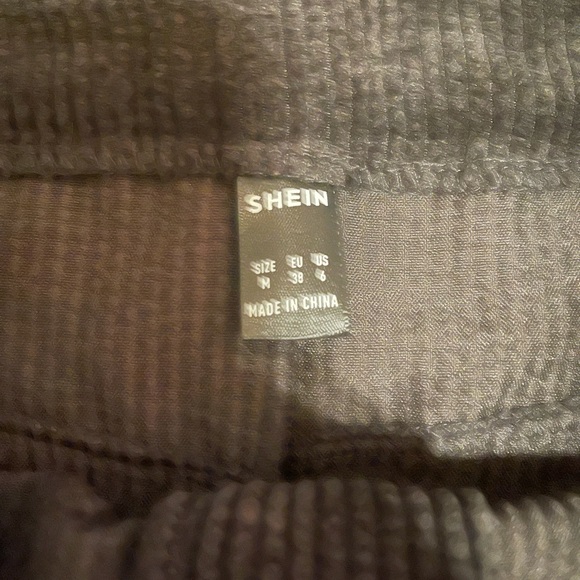 SHEIN
SIZE EU US
M 38 6
MADE IN CHINA